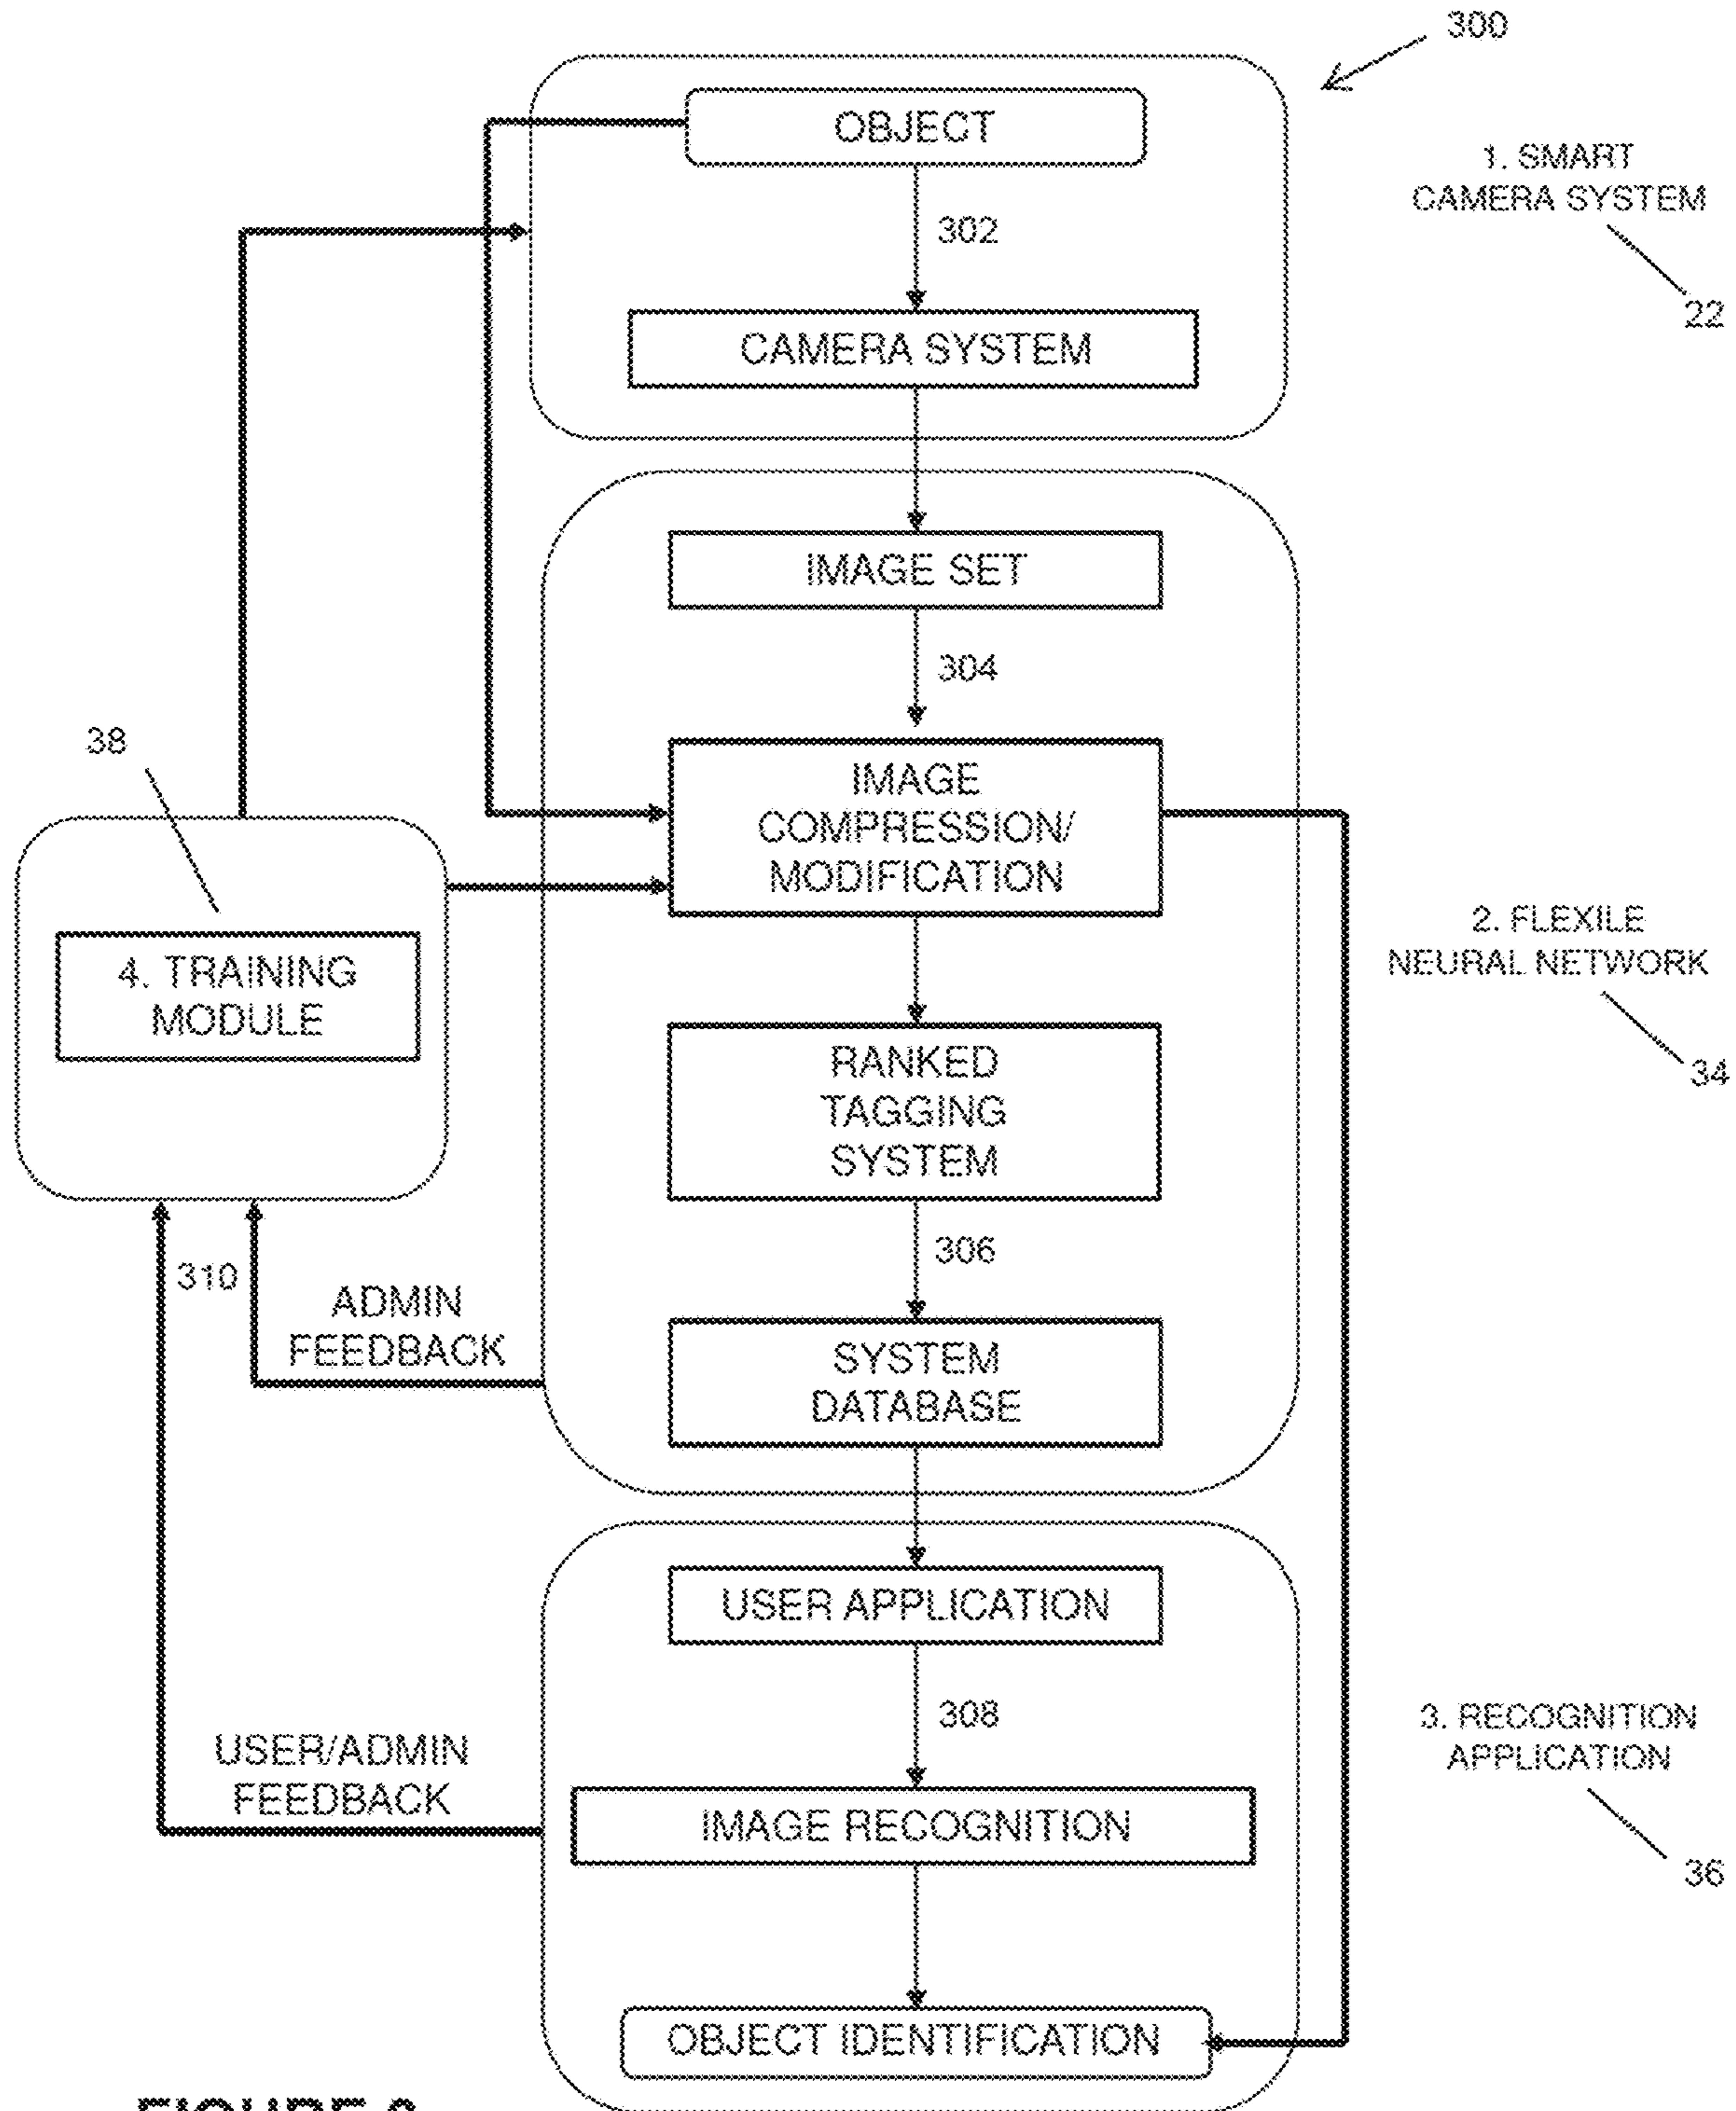 300
OBJECT
1. SMART
CAMERA SYSTEM
302
22
CAMERA SYSTEM
IMAGE SET
304
38
IMAGE
COMPRESSION/
MODIFICATION
2. FLEXILE
NEURAL NETWORK
34
4. TRAINING
MODULE
RANKED
TAGGING
SYSTEM
306
310
ADMIN
FEEDBACK
SYSTEM
DATABASE
USER APPLICATION
308
3. RECOGNITION
APPLICATION
36
USER/ADMIN
FEEDBACK
IMAGE RECOGNITION
OBJECT IDENTIFICATION
FIGURE